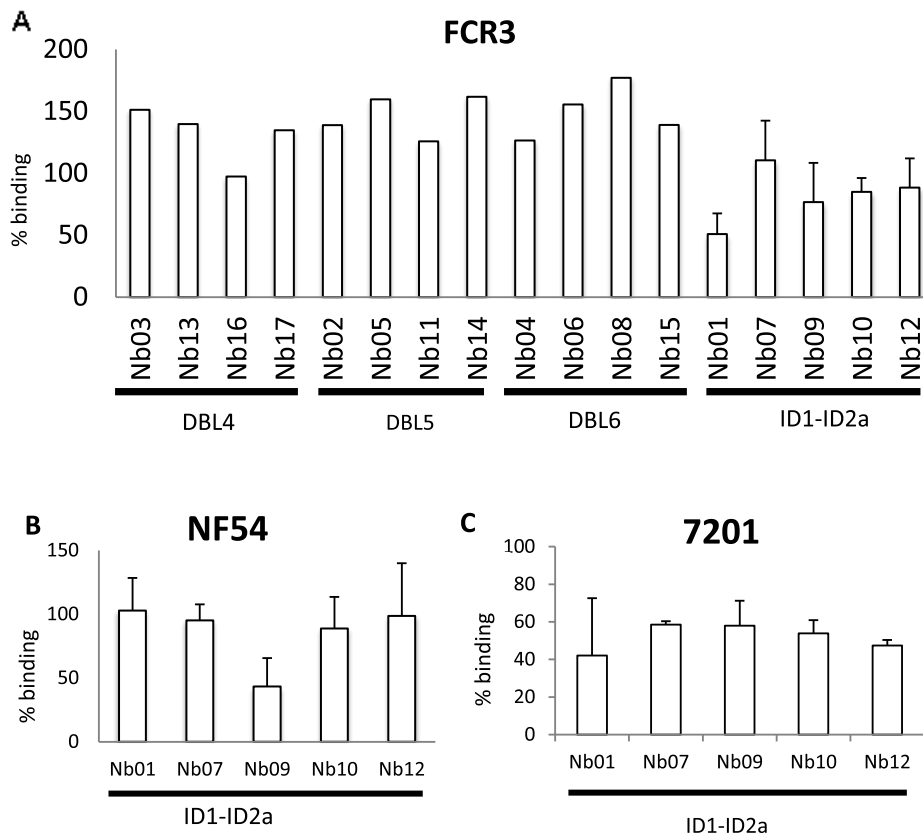 A
FCR3
200
150
100
50
0
% binding
Nb03 Nb13 Nb16 Nb17 Nb02 Nb05 Nb11 Nb14 Nb04 Nb06 Nb08 Nb15 Nb01 Nb07 Nb09 Nb10 Nb12
DBL4 DBL5 DBL6 ID1-ID2a
B
NF54
150
100
50
0
% binding
Nb01 Nb07 Nb09 Nb10 Nb12
ID1-ID2a
C
7201
100
80
60
40
20
0
% binding
Nb01 Nb07 Nb09 Nb10 Nb12
ID1-ID2a